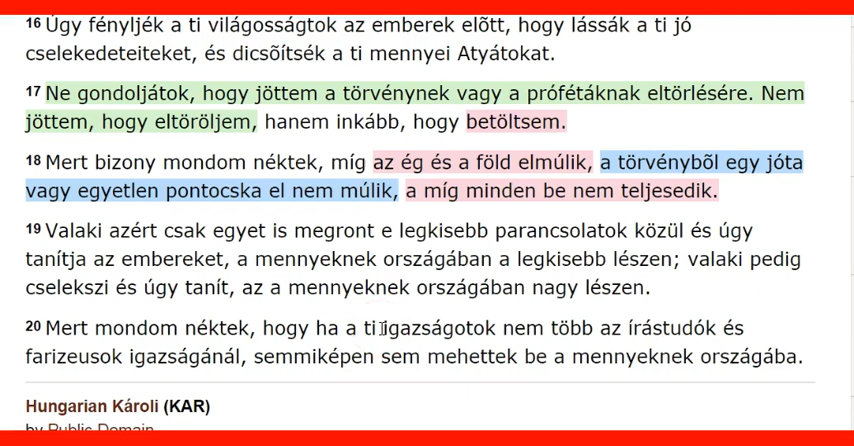 16 Úgy fényljék a ti világosságtok az emberek elõtt, hogy lássák a ti jó
cselekedeteiteket, és dicsõítsék a ti mennyei Atyátokat.
17 Ne gondoljátok, hogy jöttem a törvénynek vagy a prófétáknak eltörlésére. Nem
jöttem, hogy eltöröljem, hanem inkább, hogy betöltsem.
18 Mert bizony mondom néktek, míg az ég és a föld elmúlik, a törvénybõl egy jóta
vagy egyetlen pontocska el nem múlik, a míg minden be nem teljesedik.
19 Valaki azért csak egyet is megront e legkisebb parancsolatok közül és úgy
tanítja az embereket, a mennyeknek országában a legkisebb lészen; valaki pedig
cselekszi és úgy tanít, az a mennyeknek országában nagy lészen.
20 Mert mondom néktek, hogy ha a ti igazságotok nem több az írástudók és
farizeusok igazságánál, semmiképen sem mehettek be a mennyeknek országába.
Hungarian Károli (KAR)
by Public Domain